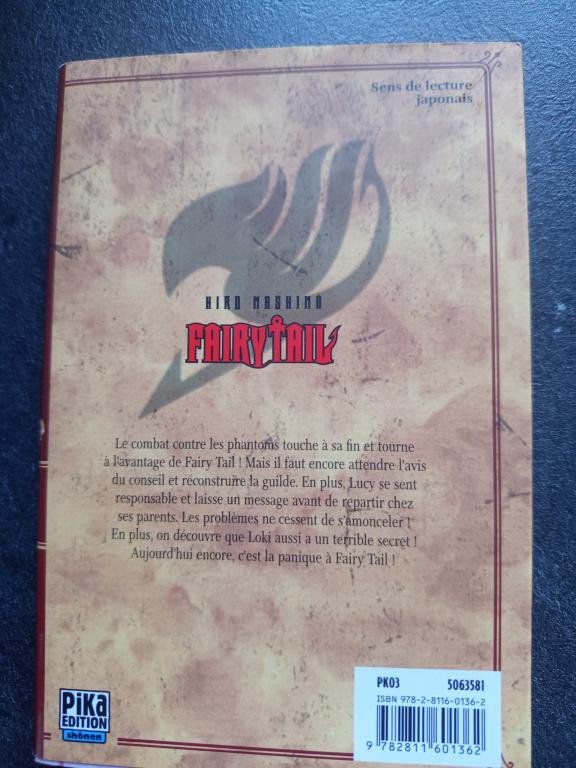 Sens de lecture
japonais
HIRO MASHIMA
FAIRY TAIL
Le combat contre les phantoms touche à sa fin et tourne
à l'avantage de Fairy Tail ! Mais il faut encore attendre l'avis
du conseil et réconstruire la guilde. En plus, Lucy se sent
responsable et laisse un message avant de repartir chez
ses parents. Les problèmes ne cessent de s'amonceler !
En plus, on découvre que Loki aussi a un terrible secret !
Aujourd'hui encore, c'est la panique à Fairy Tail !
PK03 5063581
ISBN 978-2-8116-0136-2
9 782811 601362
PiKa
EDITION
shônen